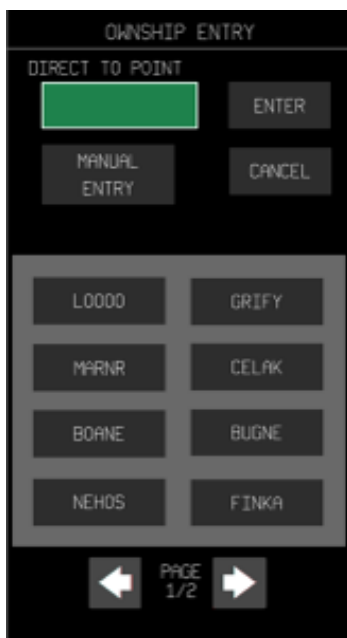 OWNSHIP ENTRY
DIRECT TO POINT
ENTER
MANUAL
ENTRY
CANCEL
LOOOO GRIFY
MARNR CELAK
BOANE BUGNE
NEHOS FINKA
PAGE
1/2